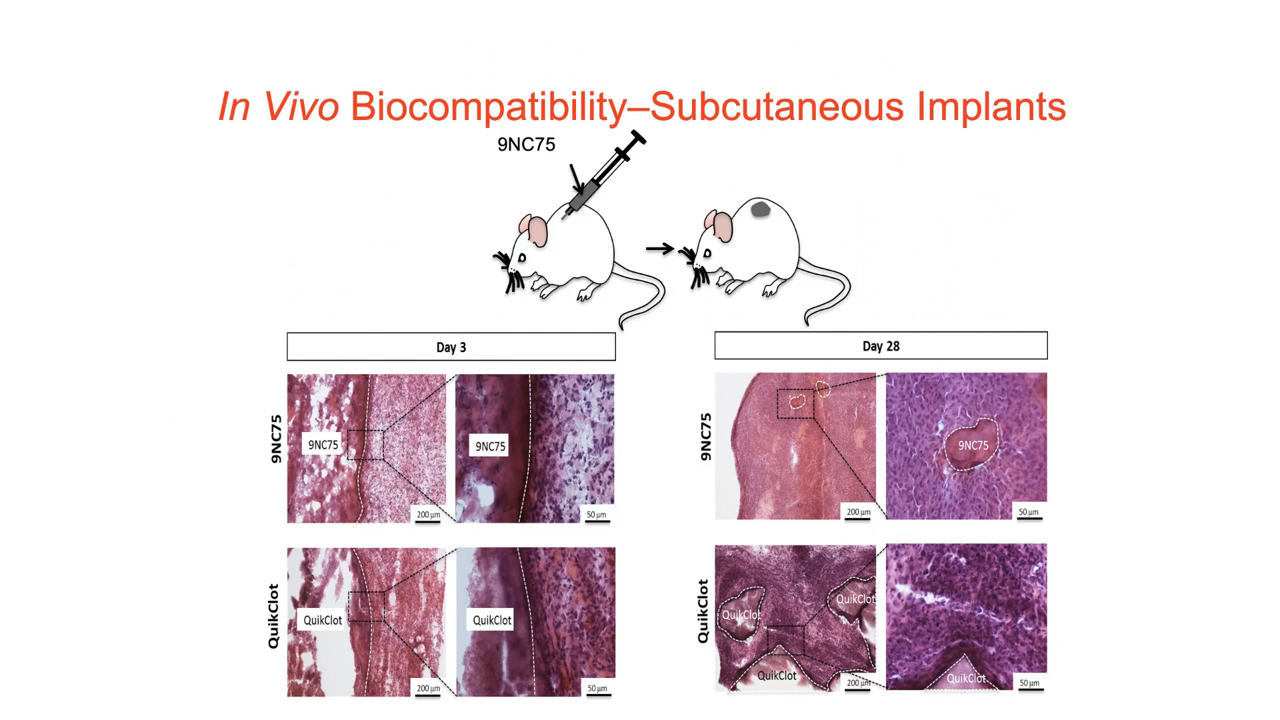 In Vivo Biocompatibility–Subcutaneous Implants
9NC75
Day 3
Day 28
9NC75
9NC75
9NC75
200 µm
50 µm
9NC75
9NC75
200 µm
50 µm
QuikClot
QuikClot
QuikClot
200 µm
50 µm
QuikClot
QuikClot
QuikClot
QuikClot
QuikClot
200 µm
50 µm